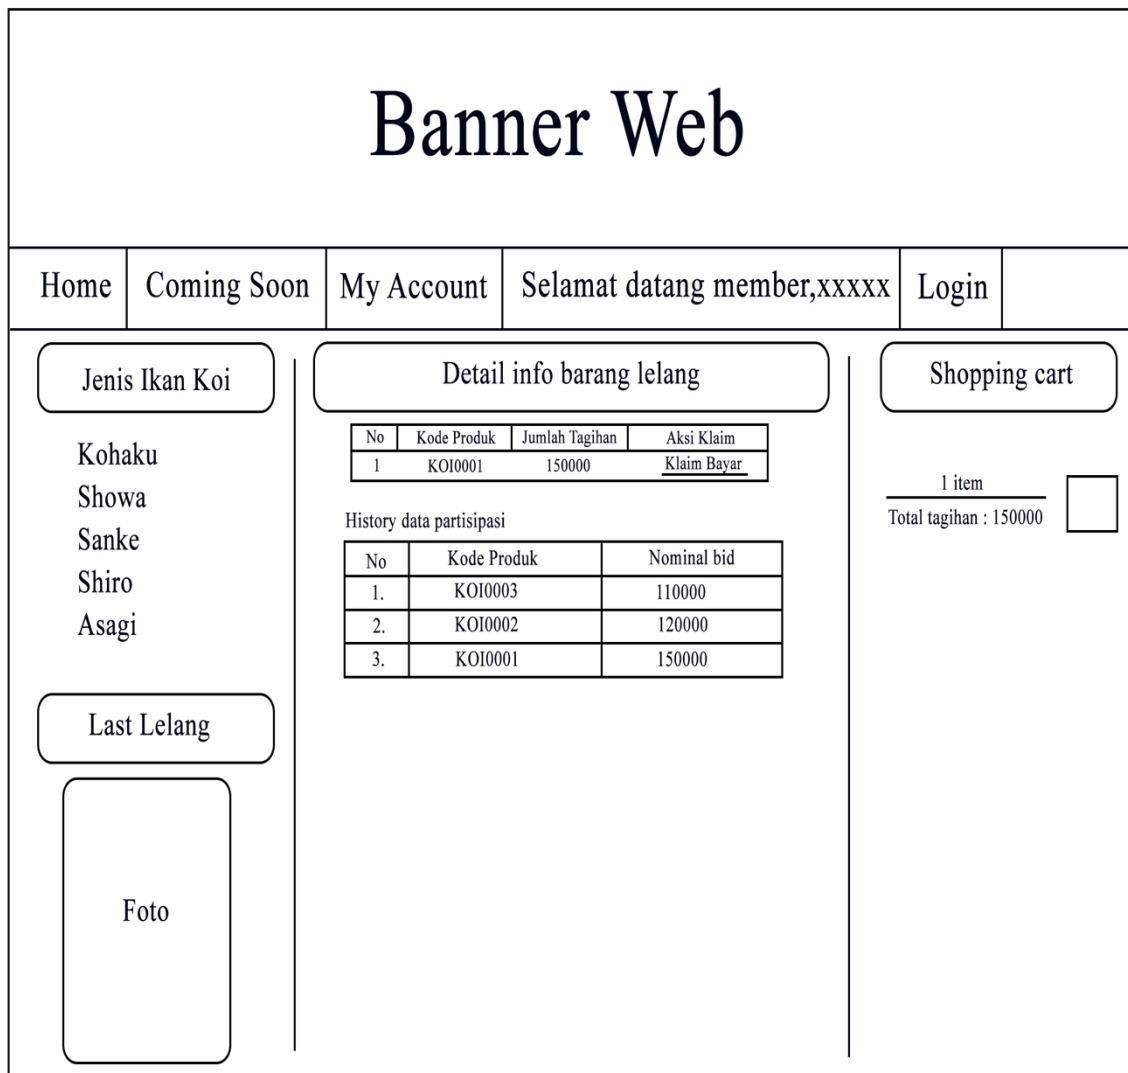 Banner Web
Home Coming Soon My Account Selamat datang member,xxxxx Login
Jenis Ikan Koi
Kohaku
Showa
Sanke
Shiro
Asagi
Last Lelang
Foto
Detail info barang lelang
No Kode Produk Jumlah Tagihan Aksi Klaim
1 KOI0001 150000 Klaim Bayar
History data partisipasi
No Kode Produk Nominal bid
1. KOI0003 110000
2. KOI0002 120000
3. KOI0001 150000
Shopping cart
1 item
Total tagihan : 150000